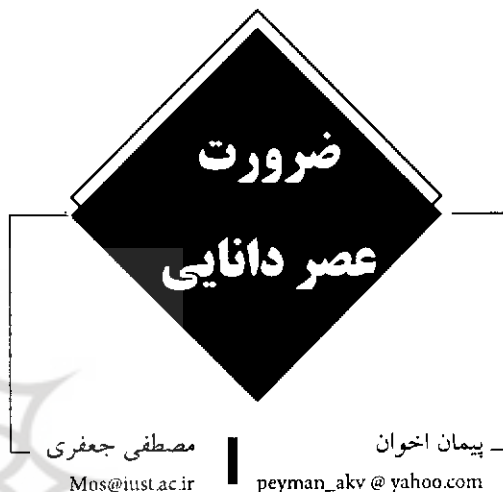 ضرورت
عصر دانایی
پیمان اخوان
peyman_akv @ yahoo.com
مصطفی جعفری
Mos@iust.ac.ir